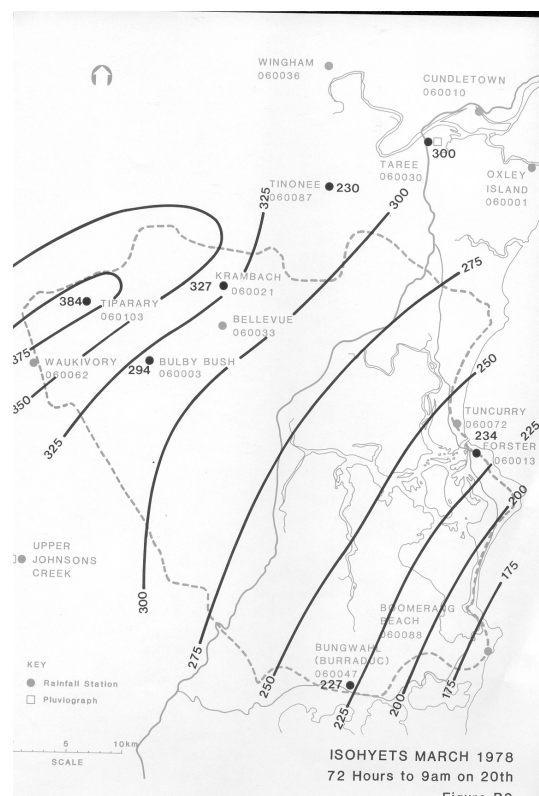 WINGHAM
060036
CUNDLETOWN
060010
300
TAREE
060030
OXLEY
ISLAND
060001
TINONEE
060087
230
325
300
275
KRAMBACH
060021
327
384
TIPARARY
060103
BELLEVUE
060033
375
WAUKIVORY
060062
294
BULBY BUSH
060003
350
325
250
TUNCURRY
060072
225
234
FORSTER
060013
200
UPPER
JOHNSONS
CREEK
300
175
BOOMERANG
BEACH
060088
275
BUNGWAHL
(BURRADUC)
060047
227
250
225
200
175
KEY
Rainfall Station
Pluviograph
5 10km
SCALE
ISOHYETS MARCH 1978
72 Hours to 9am on 20th